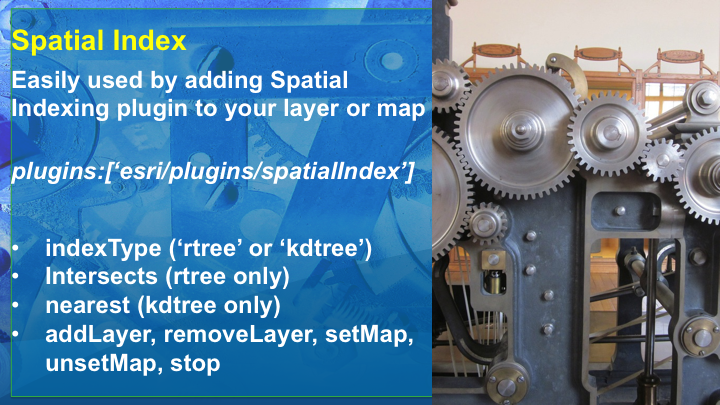 Spatial Index
Easily used by adding Spatial
Indexing plugin to your layer or map
plugins:[‘esri/plugins/spatialIndex’]
• indexType (‘rtree’ or ‘kdtree’)
• Intersects (rtree only)
• nearest (kdtree only)
• addLayer, removeLayer, setMap,
unsetMap, stop